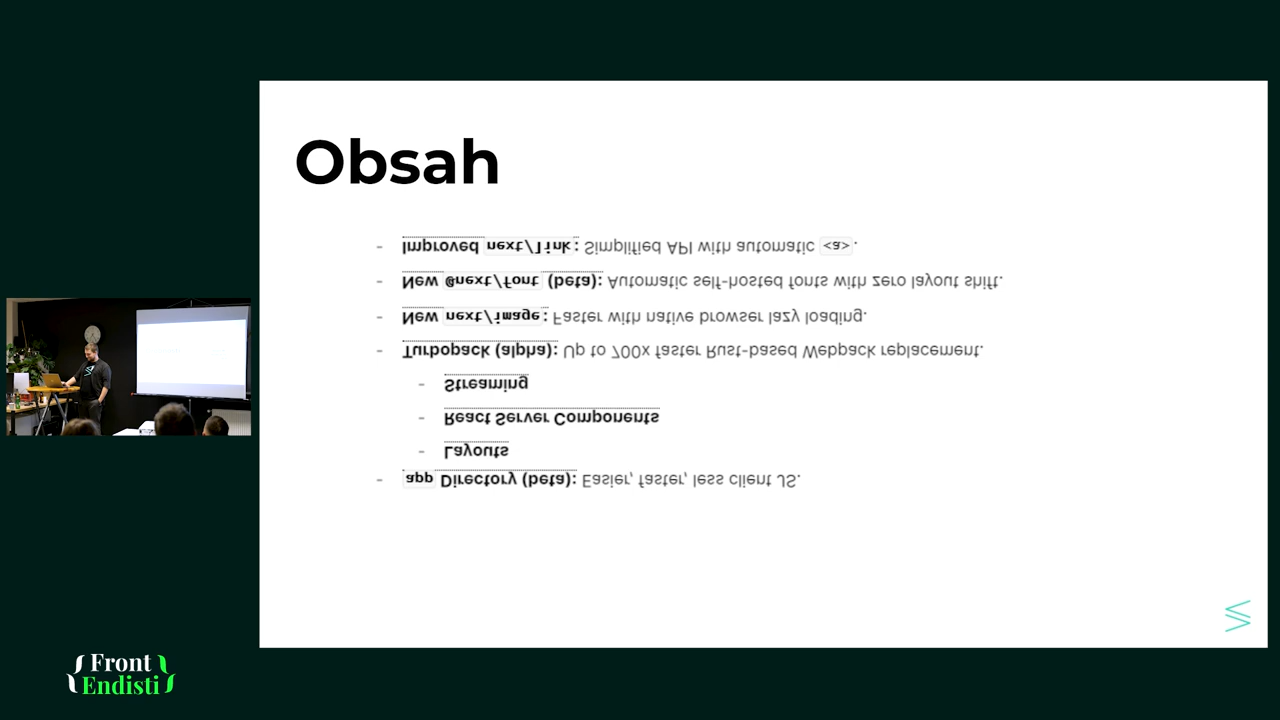 Obsah
- Improved next/link: Simplified API with automatic <a>.
- New @next/font (beta): Automatic self-hosted fonts with zero layout shift.
- New next/image: Faster with native browser lazy loading.
- Turbopack (alpha): Up to 700x faster Rust-based Webpack replacement.
- Streaming
- React Server Components
- Layouts
- app Directory (beta): Easier, faster, less client JS.
{Front
Endisti}